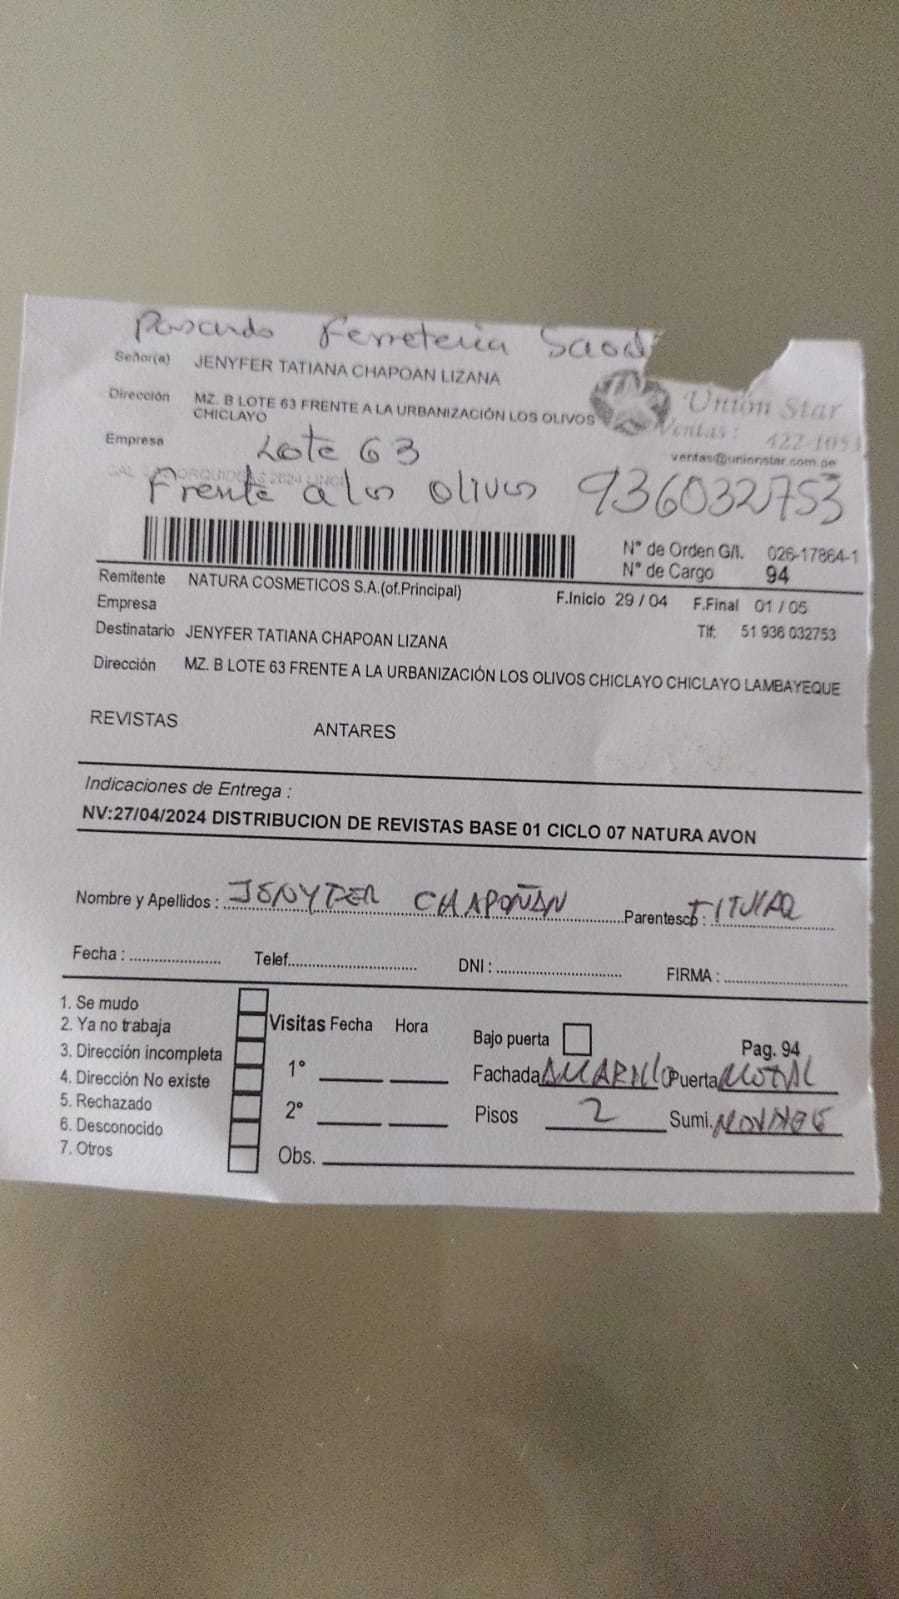 Pasando Ferreteria
Señor(a) JENYFER TATIANA CHAPOAN LIZANA
Dirección MZ. B LOTE 63 FRENTE A LA URBANIZACIÓN LOS OLIVOS
CHICLAYO
Unión Star
Ventas: 422-1053
ventas@unionstar.com.pe
Empresa
Lote 63
Frente a los olivos 936032753
N° de Orden G/I. 026-17864-1
N° de Cargo 94
Remitente NATURA COSMETICOS S.A.(of.Principal)
F.Inicio 29 / 04 F.Final 01 / 05
Empresa
Destinatario JENYFER TATIANA CHAPOAN LIZANA
Tlf: 51 936 032753
Dirección MZ. B LOTE 63 FRENTE A LA URBANIZACIÓN LOS OLIVOS CHICLAYO CHICLAYO LAMBAYEQUE
REVISTAS ANTARES
Indicaciones de Entrega :
NV:27/04/2024 DISTRIBUCION DE REVISTAS BASE 01 CICLO 07 NATURA AVON
Nombre y Apellidos : JENYFER CHAPOÑAN Parentesco : TITULAR
Fecha : Telef. DNI : FIRMA :
1. Se mudo
2. Ya no trabaja
3. Dirección incompleta
4. Dirección No existe
5. Rechazado
6. Desconocido
7. Otros
Visitas Fecha Hora
1°
2°
Obs.
Bajo puerta
Pag. 94
Fachada AMARILLO Puerta
Pisos 2 Sumi.